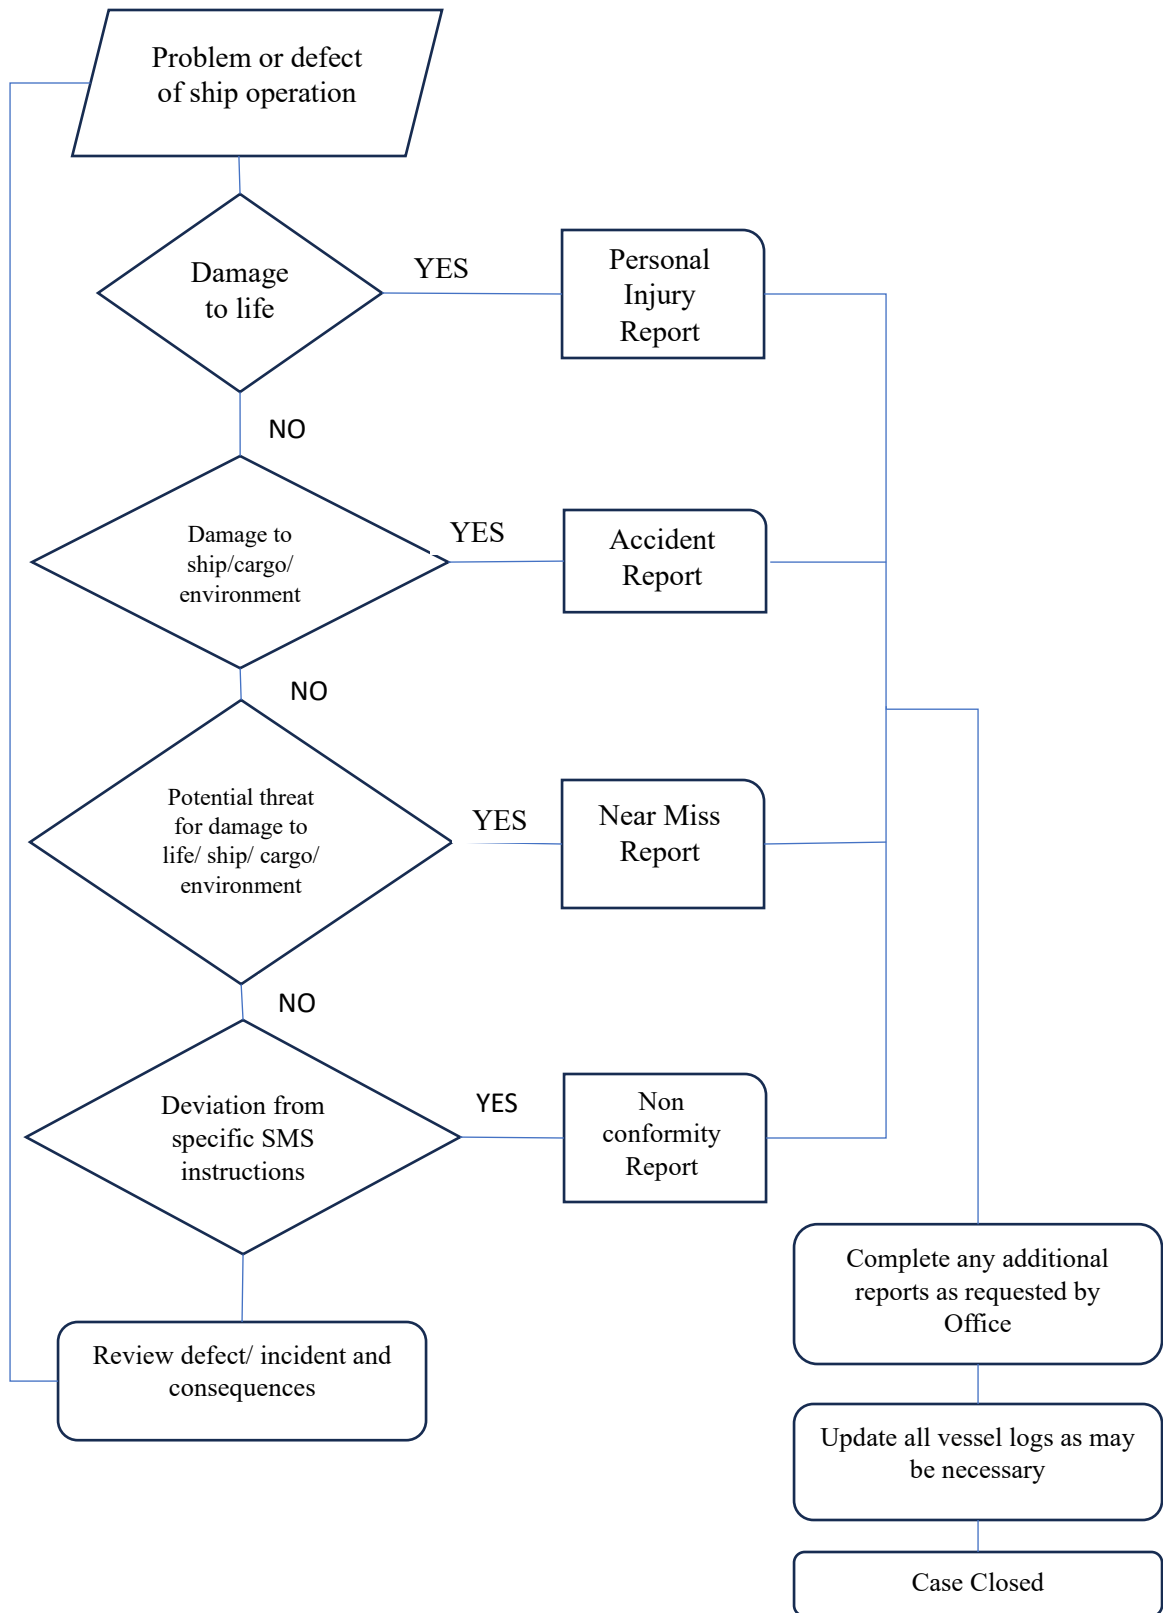 Problem or defect
of ship operation
Damage
to life
YES
Personal
Injury
Report
NO
Damage to
ship/cargo/
environment
YES
Accident
Report
NO
Potential threat
for damage to
life/ ship/ cargo/
environment
YES
Near Miss
Report
NO
Deviation from
specific SMS
instructions
YES
Non
conformity
Report
Complete any additional
reports as requested by
Office
Review defect/ incident and
consequences
Update all vessel logs as may
be necessary
Case Closed